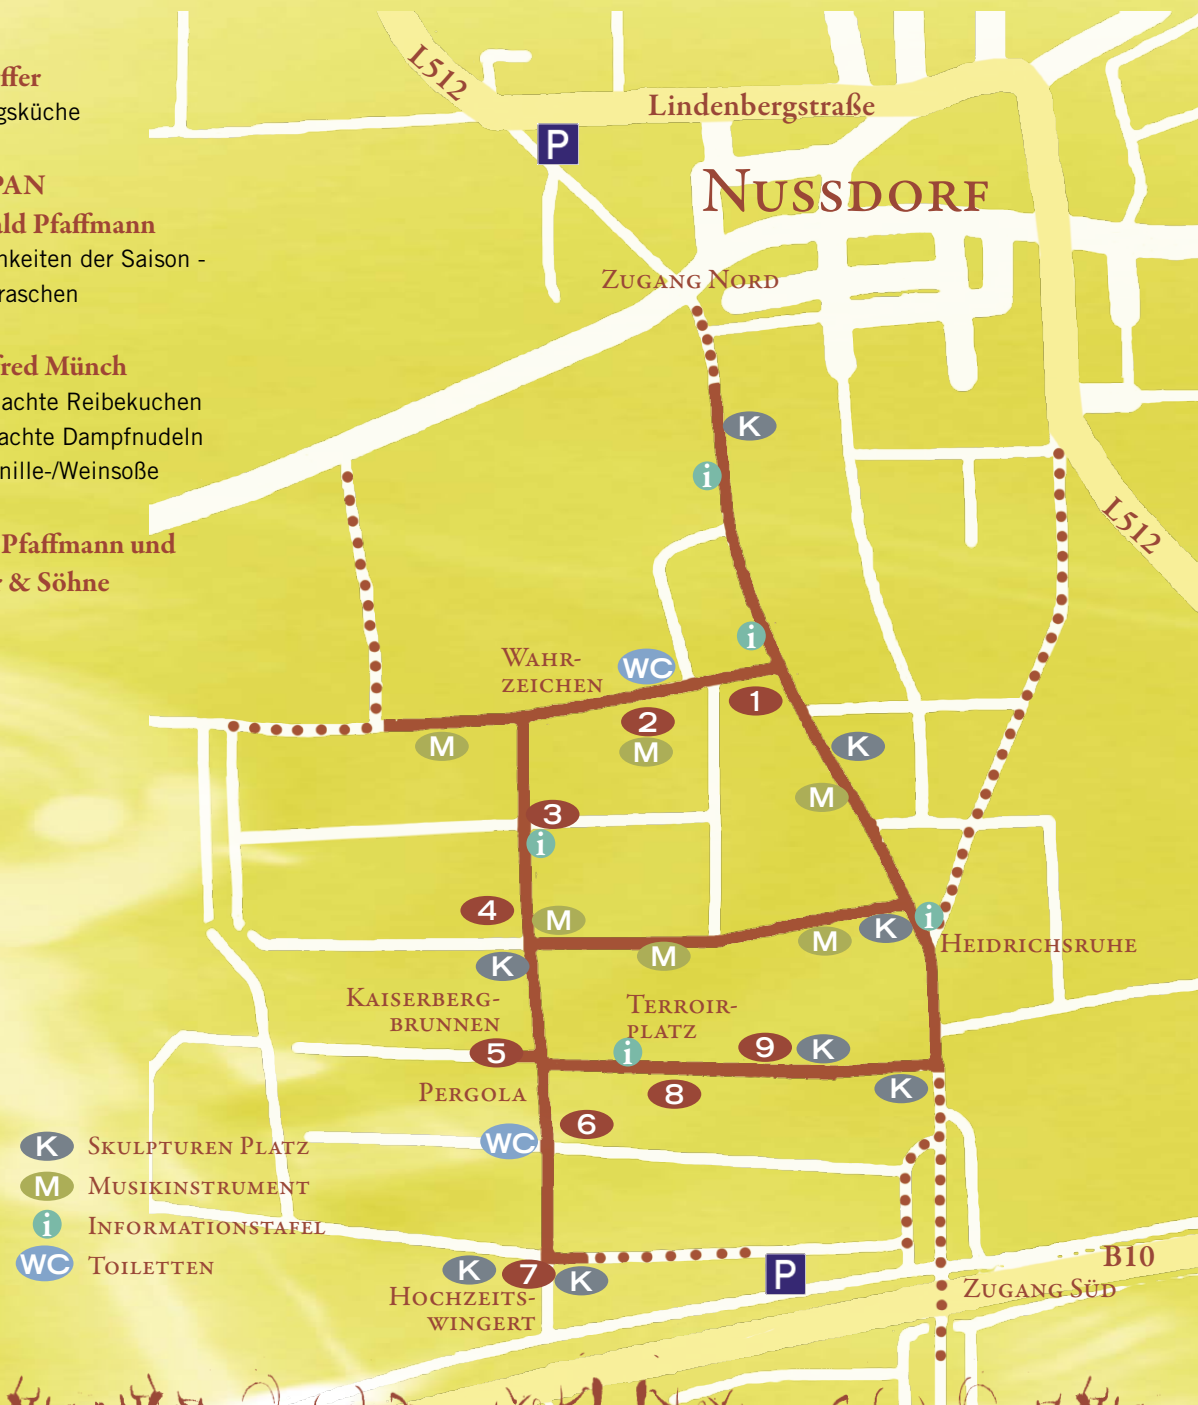 ffer
gsküche
PAN
ald Pfaffmann
nkeiten der Saison -
raschen
fred Münch
achte Reibekuchen
achte Dampfnudeln
nille-/Weinsoße
Pfaffmann und
& Söhne
L512
Lindenbergstraße
P
Nussdorf
Zugang Nord
K
i
L512
i
Wahr-
zeichen
WC
1
2
M
M
K
M
3
i
4
M
K
i
M
M
Heidrichsruhe
K
Kaiserberg-
brunnen
Terroir-
platz
5
i
9
K
Pergola
8
K
6
WC
K Skulpturen Platz
M Musikinstrument
i Informationstafel
WC Toiletten
B10
K
7
K
P
Zugang Süd
Hochzeits-
wingert